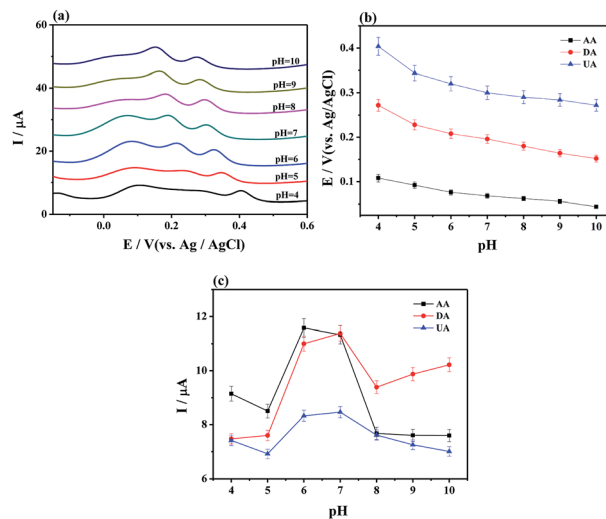 (a)
60
40
20
0
I / μA
pH=10
pH=9
pH=8
pH=7
pH=6
pH=5
pH=4
0.0 0.2 0.4 0.6
E / V(vs. Ag / AgCl)
(b)
AA
DA
UA
0.4
0.3
0.2
0.1
E / V(vs. Ag/AgCl)
4 5 6 7 8 9 10
pH
(c)
AA
DA
UA
12
10
8
6
I / μA
4 5 6 7 8 9 10
pH